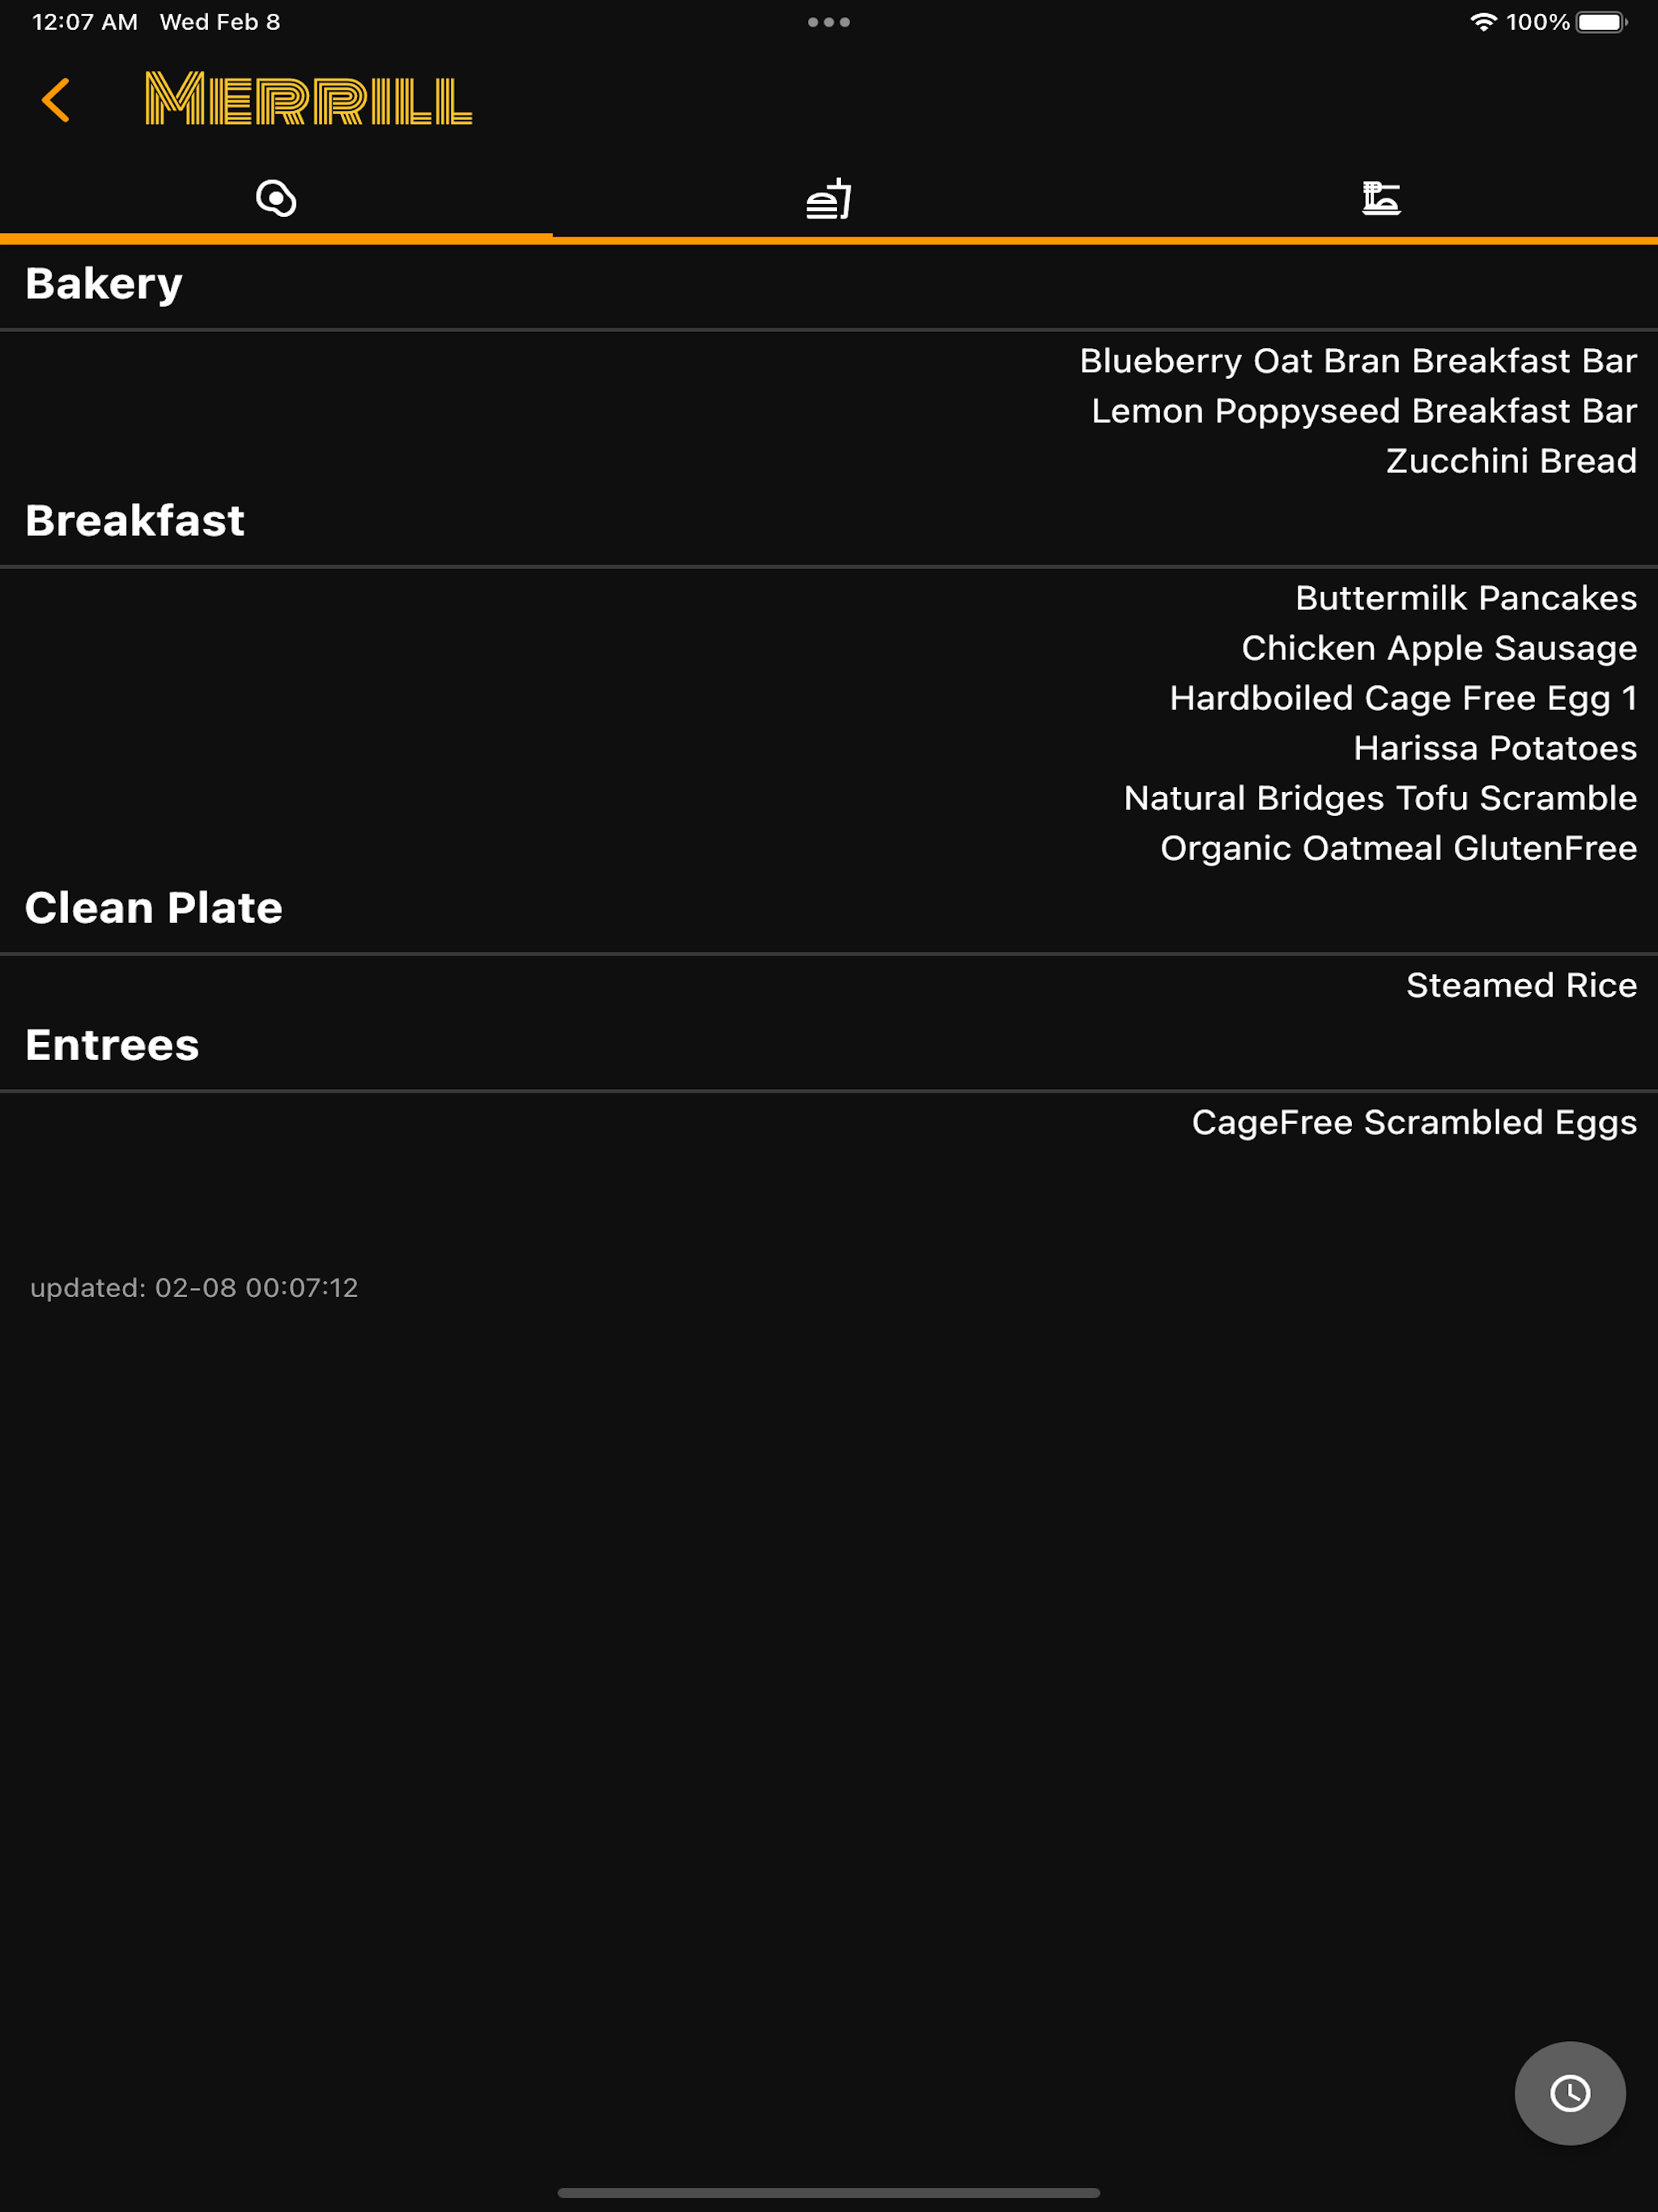 12:07 AM Wed Feb 8 100%
MERRILL
Bakery
Blueberry Oat Bran Breakfast Bar
Lemon Poppyseed Breakfast Bar
Zucchini Bread
Breakfast
Buttermilk Pancakes
Chicken Apple Sausage
Hardboiled Cage Free Egg 1
Harissa Potatoes
Natural Bridges Tofu Scramble
Organic Oatmeal GlutenFree
Clean Plate
Steamed Rice
Entrees
CageFree Scrambled Eggs
updated: 02-08 00:07:12